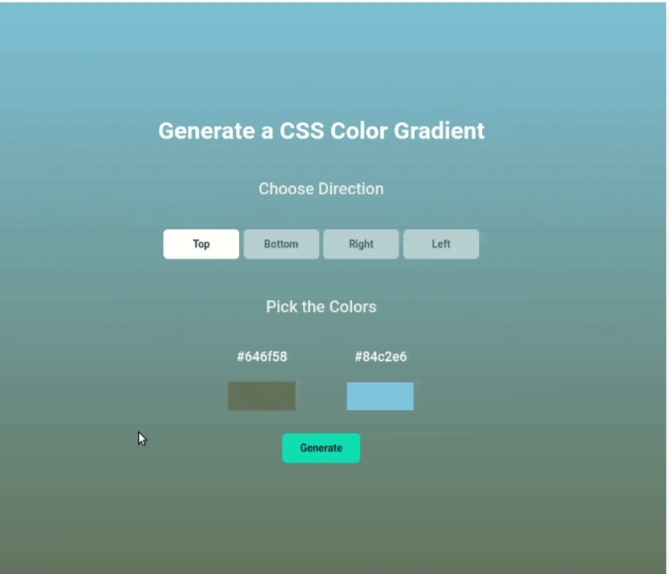 Generate a CSS Color Gradient
Choose Direction
Top Bottom Right Left
Pick the Colors
#646f58 #84c2e6
Generate